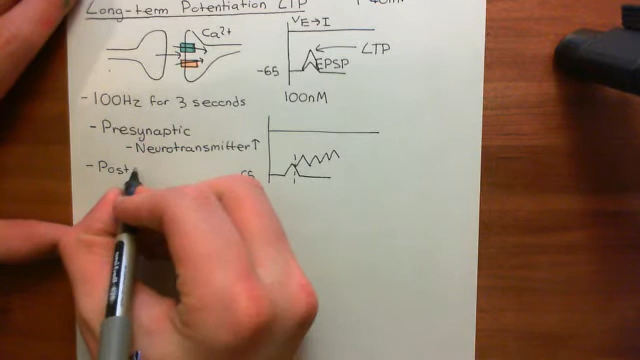 Long-term Potentiation LTP
Ca2+
VE→I
LTP
EPSP
-65
100nM
- 100Hz for 3 seconds
- Presynaptic
- Neurotransmitter↑
- Post